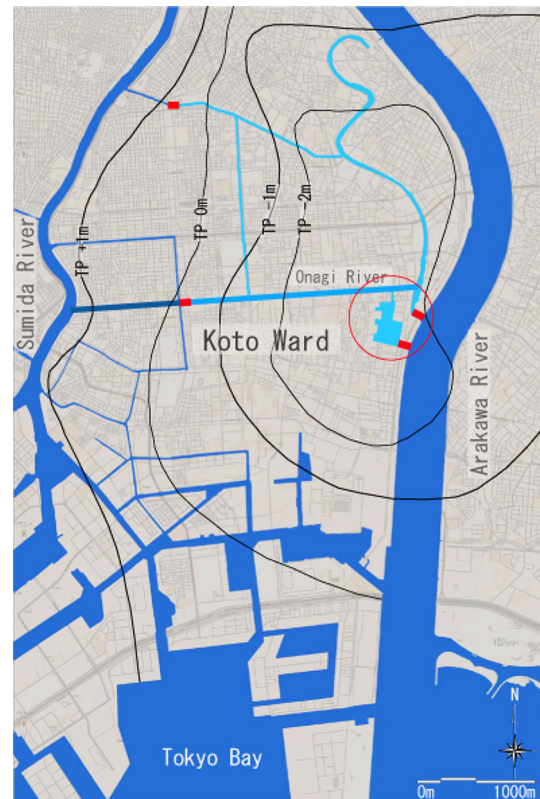 TP +1m
TP 0m
TP -1m
TP -2m
Sumida River
Onagi River
Koto Ward
Arakawa River
Tokyo Bay
N
0m 1000m